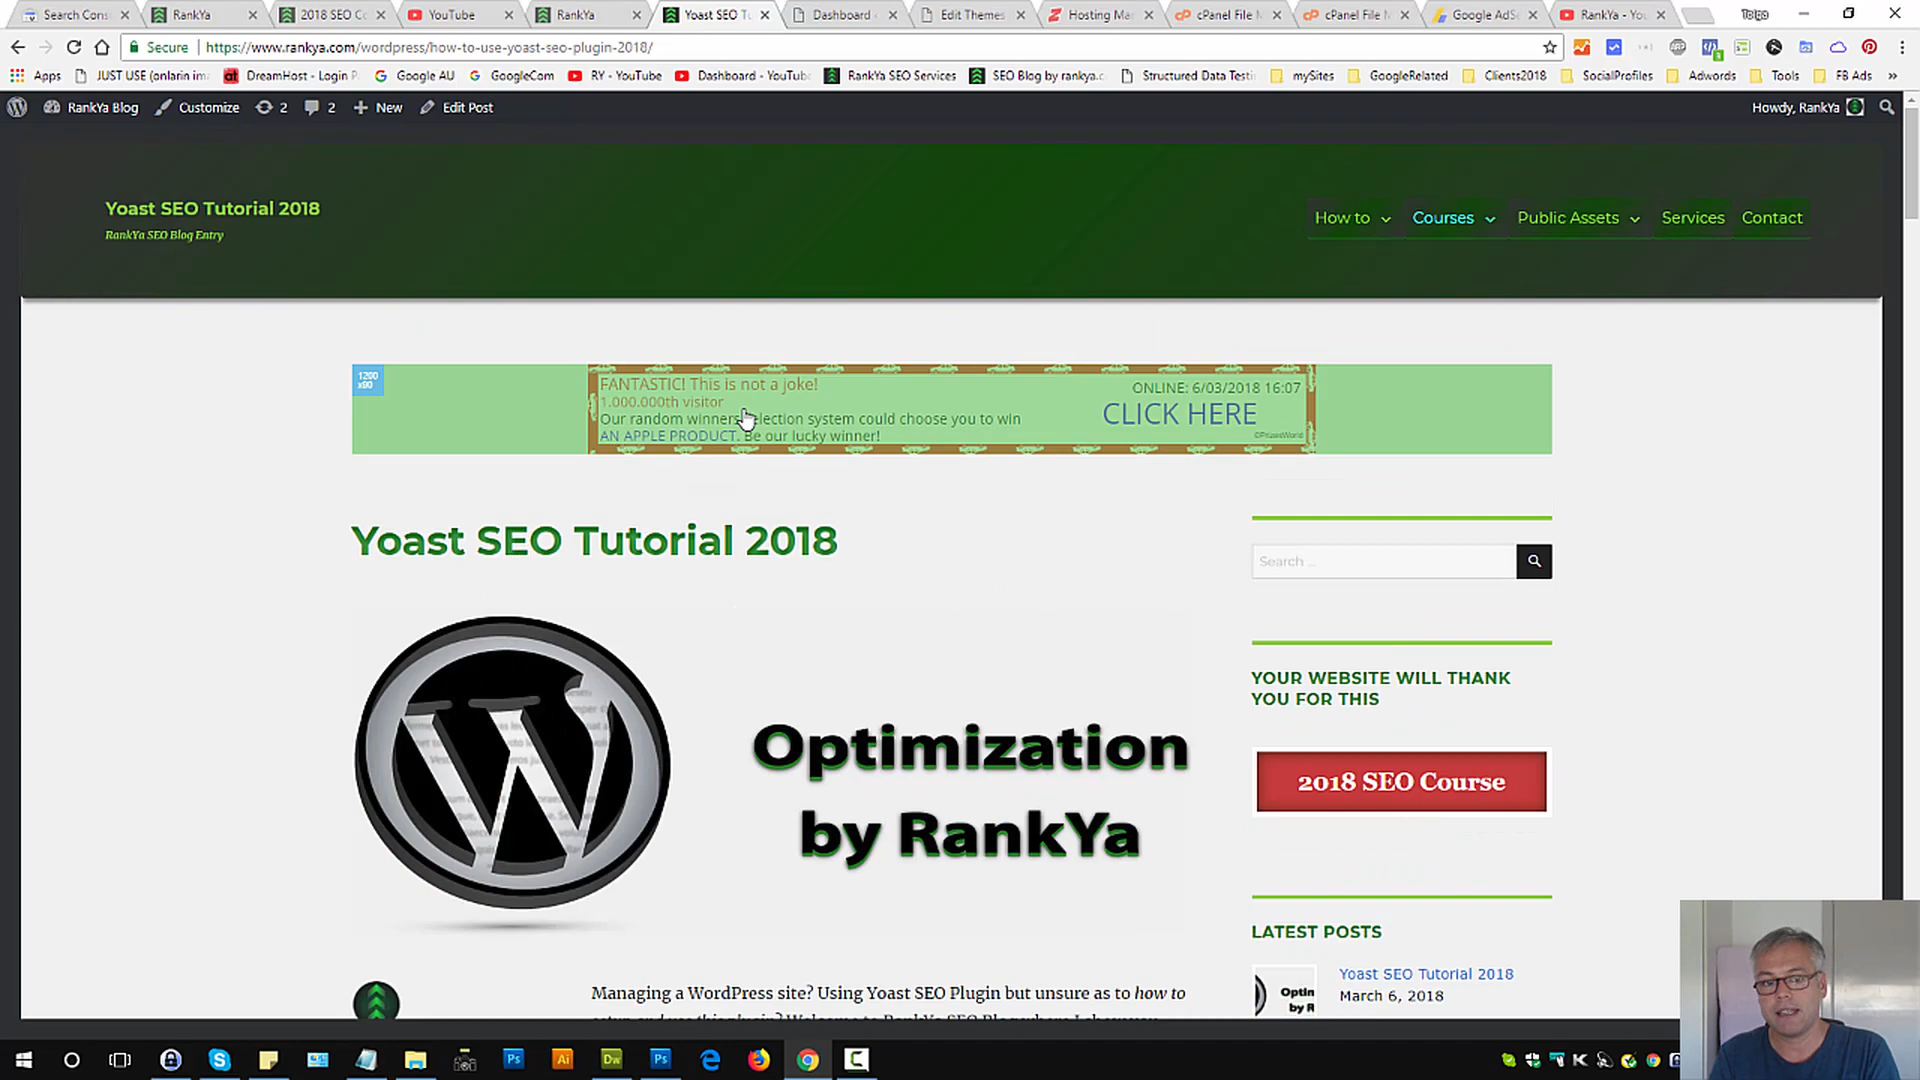 Search Cons
RankYa
2018 SEO Co
YouTube
RankYa
Yoast SEO Tu
Dashboard
Edit Themes
Hosting Ma
cPanel File M
cPanel File M
Google AdSe
RankYa - You
Tolga
Secure
https://www.rankya.com/wordpress/how-to-use-yoast-seo-plugin-2018/
Apps
JUST USE (onlarin im
DreamHost - Login P
Google AU
GoogleCom
RY - YouTube
Dashboard - YouTub
RankYa SEO Services
SEO Blog by rankya.c
Structured Data Testi
mySites
GoogleRelated
Clients2018
SocialProfiles
Adwords
Tools
FB Ads
RankYa Blog
Customize
2
2
New
Edit Post
Howdy, RankYa
Yoast SEO Tutorial 2018
RankYa SEO Blog Entry
How to
Courses
Public Assets
Services
Contact
1200
x90
FANTASTIC! This is not a joke!
1.000.000th visitor
Our random winners selection system could choose you to win
AN APPLE PRODUCT. Be our lucky winner!
ONLINE: 6/03/2018 16:07
CLICK HERE
©PrizesWorld
Yoast SEO Tutorial 2018
Search ...
YOUR WEBSITE WILL THANK
YOU FOR THIS
2018 SEO Course
Optimization
by RankYa
LATEST POSTS
Yoast SEO Tutorial 2018
March 6, 2018
Managing a WordPress site? Using Yoast SEO Plugin but unsure as to how to